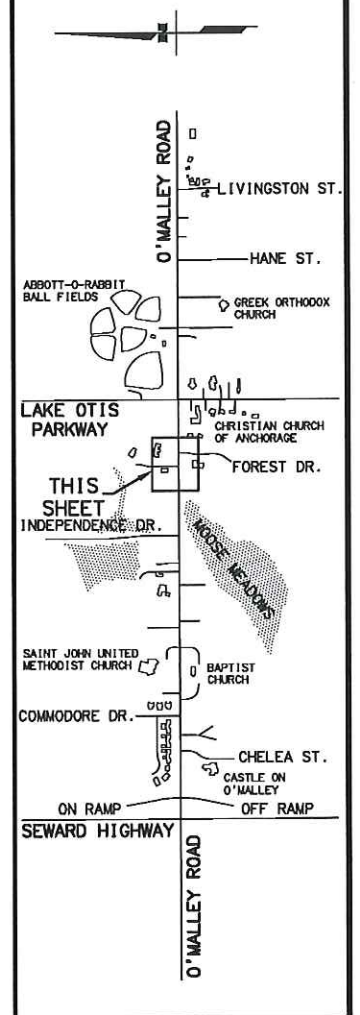 N
O'MALLEY ROAD
LIVINGSTON ST.
HANE ST.
ABBOTT-O-RABBIT
BALL FIELDS
GREEK ORTHODOX
CHURCH
LAKE OTIS
PARKWAY
CHRISTIAN CHURCH
OF ANCHORAGE
FOREST DR.
THIS
SHEET
INDEPENDENCE DR.
MOOSE MEADOWS
SAINT JOHN UNITED
METHODIST CHURCH
BAPTIST
CHURCH
COMMODORE DR.
CHELEA ST.
CASTLE ON
O'MALLEY
ON RAMP
OFF RAMP
SEWARD HIGHWAY
O'MALLEY ROAD